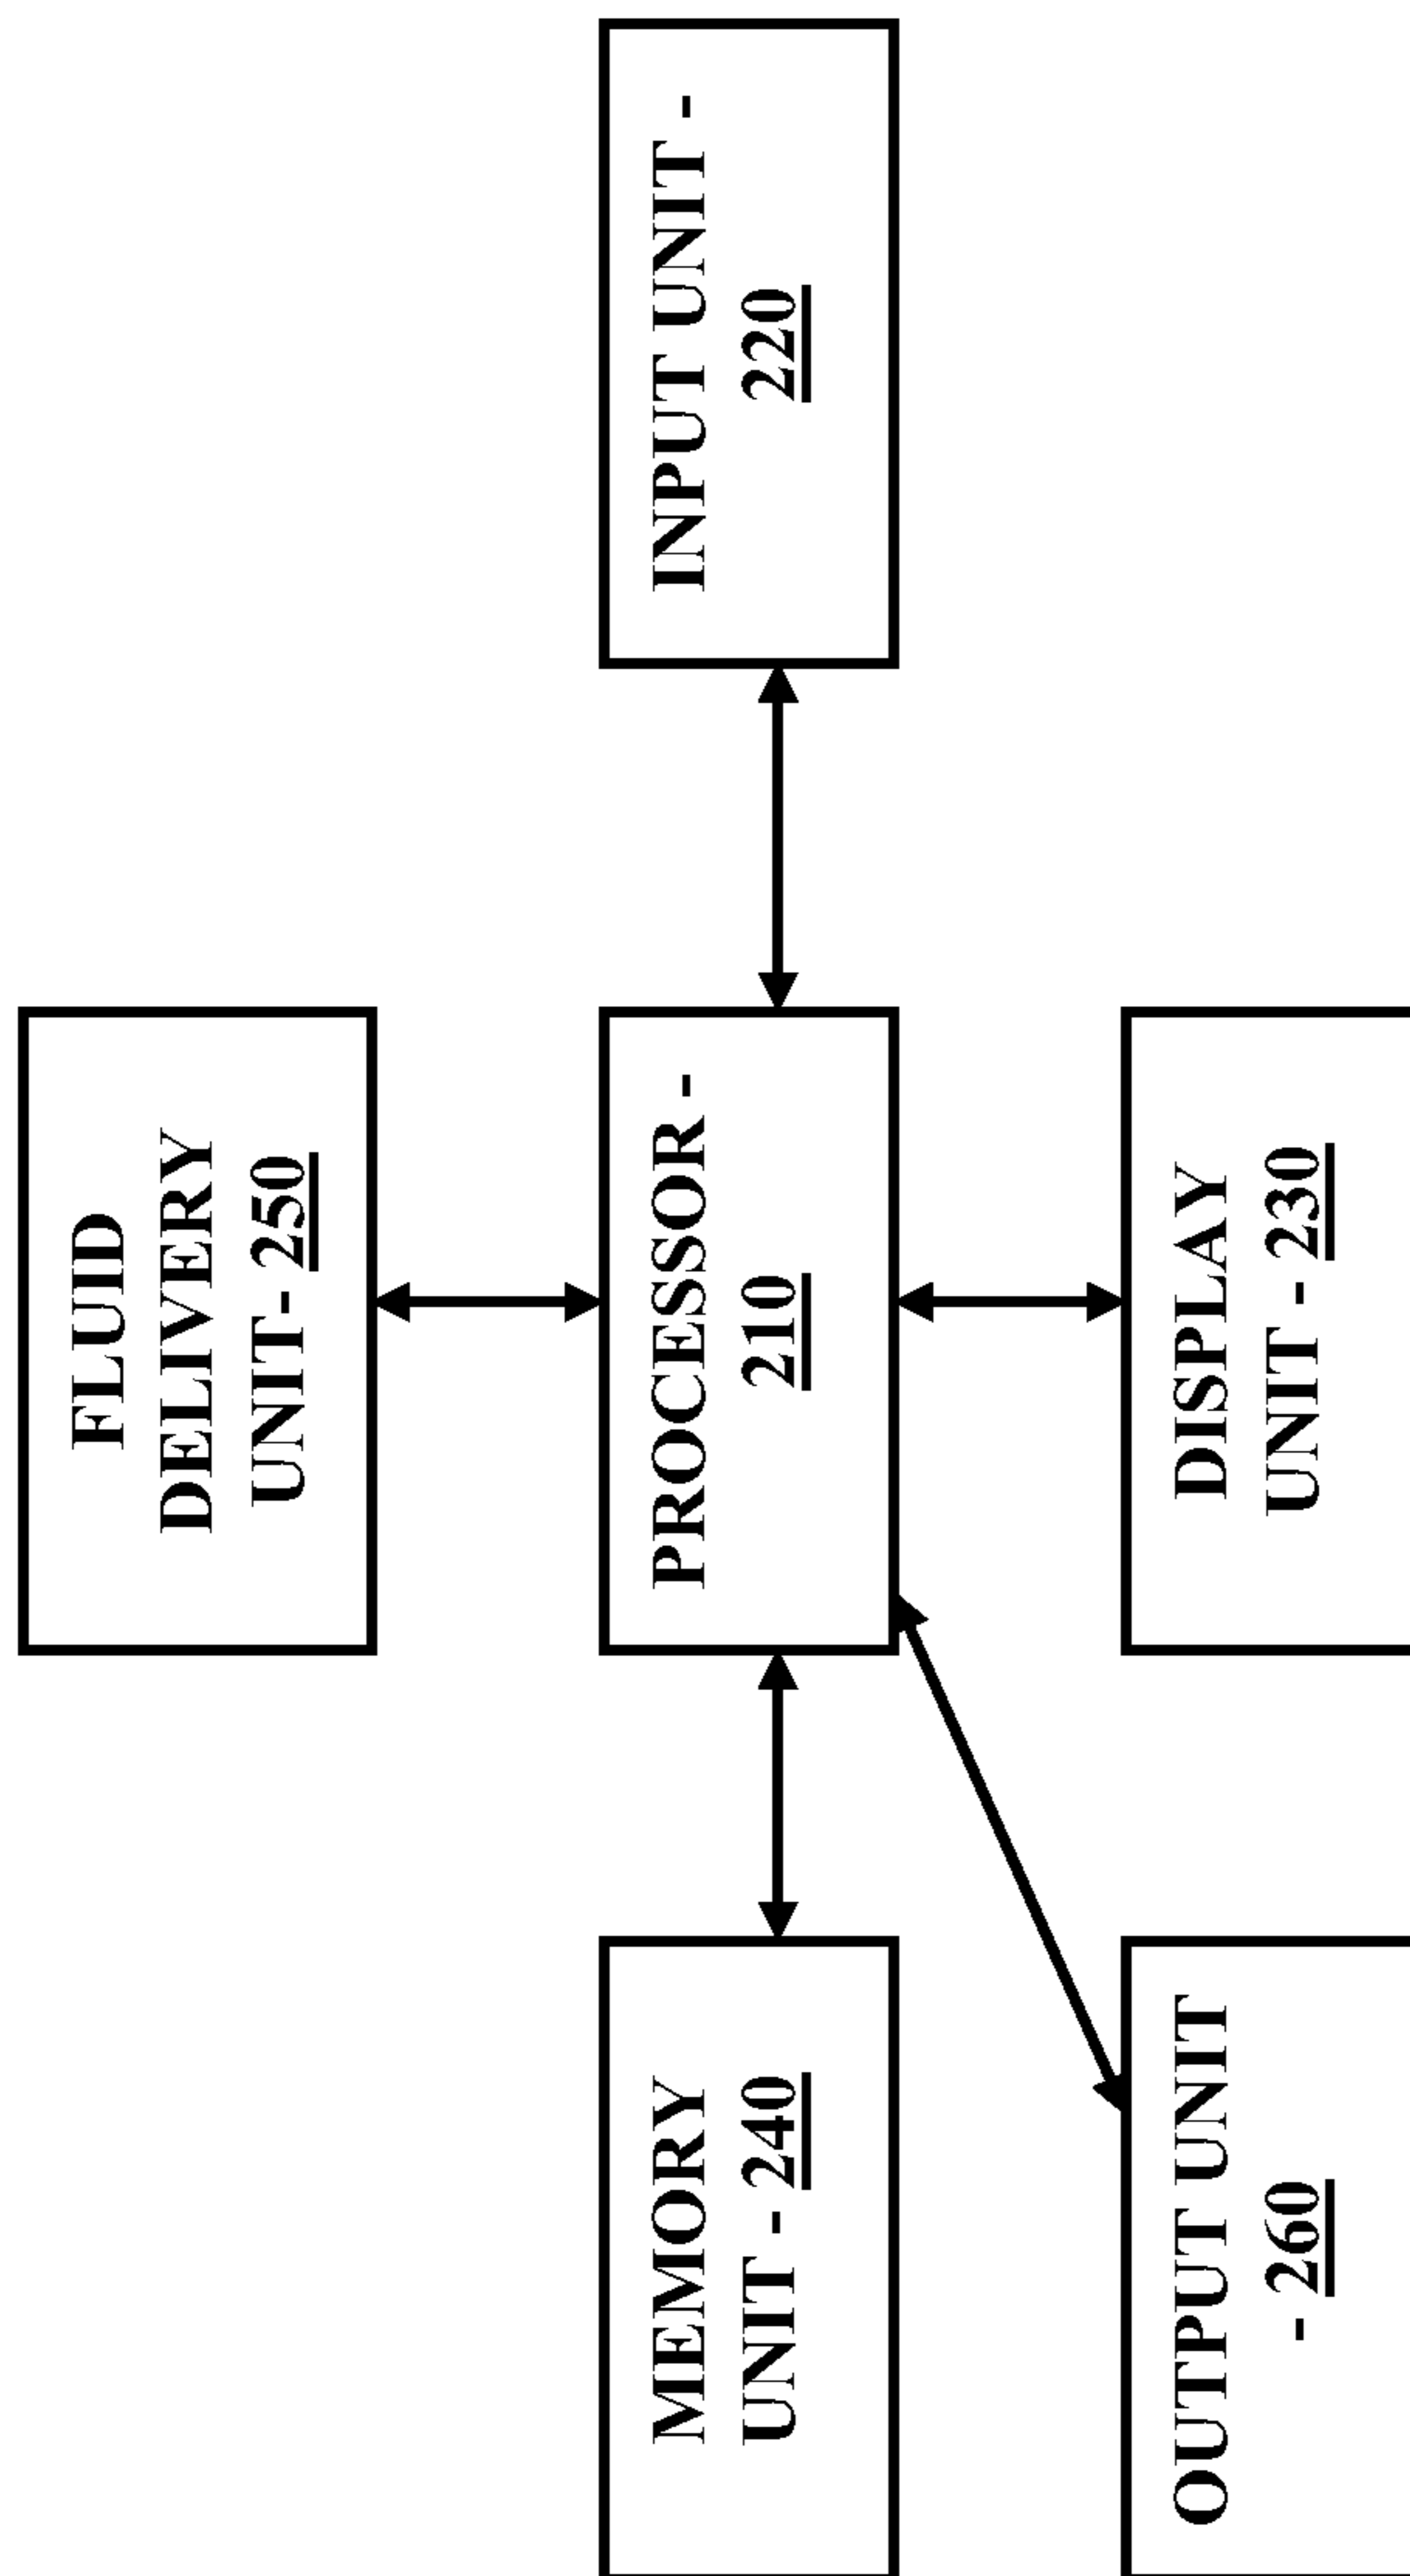 FLUID
DELIVERY
UNIT- 250
MEMORY
UNIT - 240
PROCESSOR -
210
INPUT UNIT -
220
OUTPUT UNIT
- 260
DISPLAY
UNIT - 230